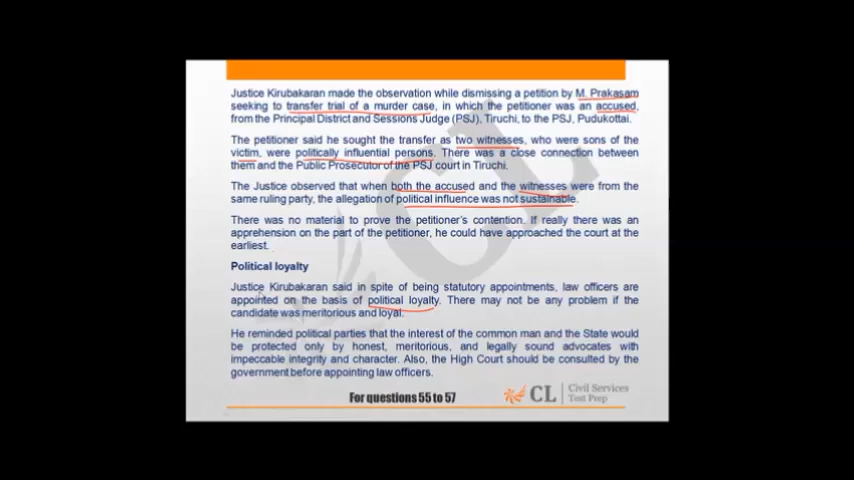 Justice Kirubakaran made the observation while dismissing a petition by M. Prakasam
seeking to transfer trial of a murder case, in which the petitioner was an accused,
from the Principal District and Sessions Judge (PSJ), Tiruchi, to the PSJ, Pudukottai.
The petitioner said he sought the transfer as two witnesses, who were sons of the
victim, were politically influential persons. There was a close connection between
them and the Public Prosecutor of the PSJ court in Tiruchi.
The Justice observed that when both the accused and the witnesses were from the
same ruling party, the allegation of political influence was not sustainable.
There was no material to prove the petitioner's contention. If really there was an
apprehension on the part of the petitioner, he could have approached the court at the
earliest.
Political loyalty
Justice Kirubakaran said in spite of being statutory appointments, law officers are
appointed on the basis of political loyalty. There may not be any problem if the
candidate was meritorious and loyal.
He reminded political parties that the interest of the common man and the State would
be protected only by honest, meritorious, and legally sound advocates with
impeccable integrity and character. Also, the High Court should be consulted by the
government before appointing law officers.
For questions 55 to 57
CL Civil Services
Test Prep
CL